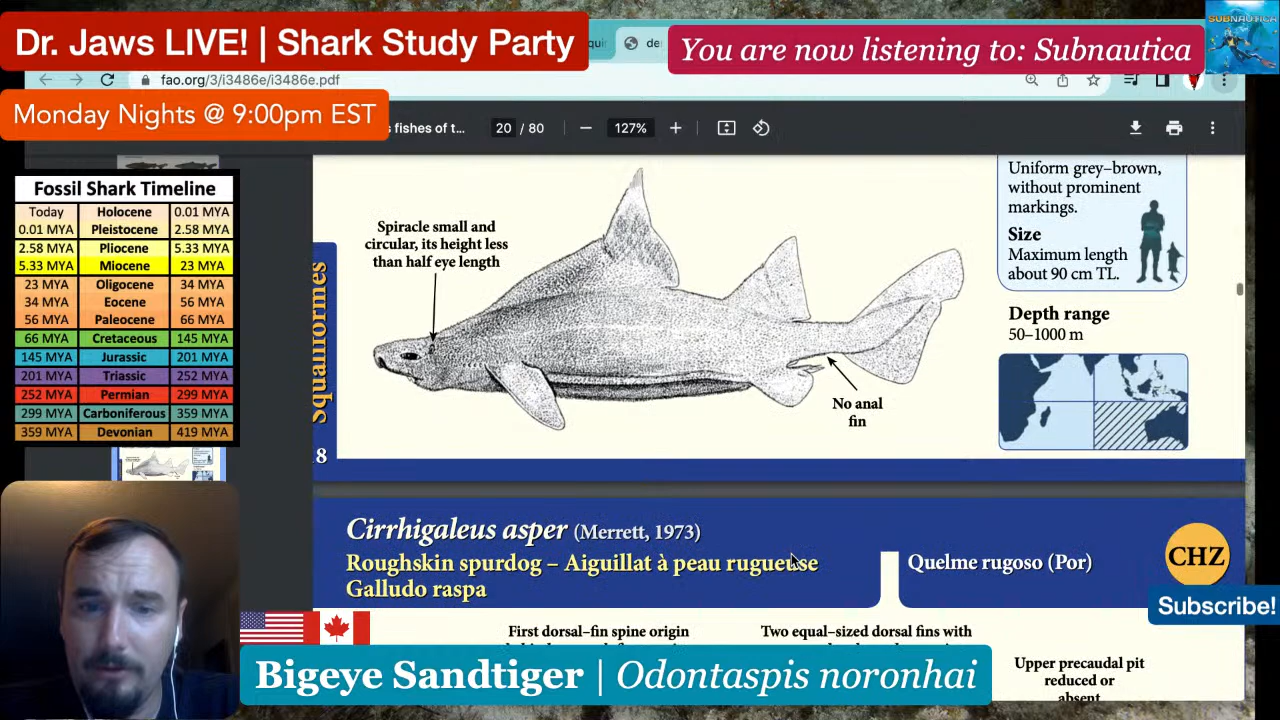 Dr. Jaws LIVE! | Shark Study Party
You are now listening to: Subnautica
SUBNAUTICA
fao.org/3/i3486e/i3486e.pdf
Monday Nights @ 9:00pm EST
s fishes of t...
20 / 80
127%
Fossil Shark Timeline
Today Holocene 0.01 MYA
0.01 MYA Pleistocene 2.58 MYA
2.58 MYA Pliocene 5.33 MYA
5.33 MYA Miocene 23 MYA
23 MYA Oligocene 34 MYA
34 MYA Eocene 56 MYA
56 MYA Paleocene 66 MYA
66 MYA Cretaceous 145 MYA
145 MYA Jurassic 201 MYA
201 MYA Triassic 252 MYA
252 MYA Permian 299 MYA
299 MYA Carboniferous 359 MYA
359 MYA Devonian 419 MYA
Spiracle small and
circular, its height less
than half eye length
No anal
fin
Uniform grey–brown,
without prominent
markings.
Size
Maximum length
about 90 cm TL.
Depth range
50–1000 m
8
Cirrhigaleus asper (Merrett, 1973)
Roughskin spurdog – Aiguillat à peau rugueuse
Galludo raspa
Quelme rugoso (Por)
CHZ
Subscribe!
First dorsal–fin spine origin
Two equal–sized dorsal fins with
Upper precaudal pit
reduced or
absent
Bigeye Sandtiger | Odontaspis noronhai